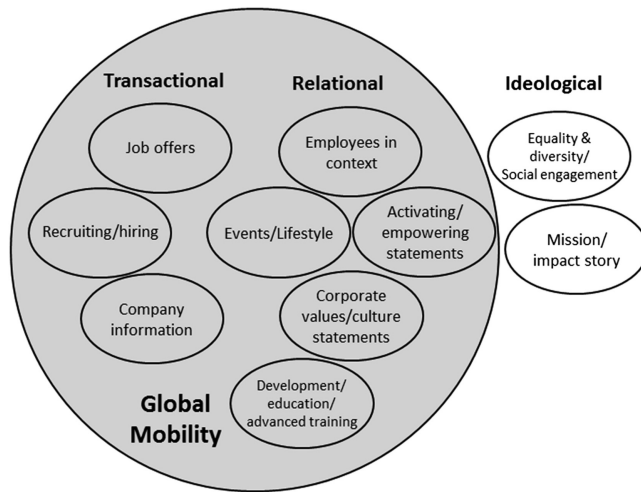 Transactional
Relational
Ideological
Job offers
Employees in
context
Equality &
diversity/
Social engagement
Recruiting/hiring
Events/Lifestyle
Activating/
empowering
statements
Mission/
impact story
Company
information
Corporate
values/culture
statements
Global
Mobility
Development/
education/
advanced training